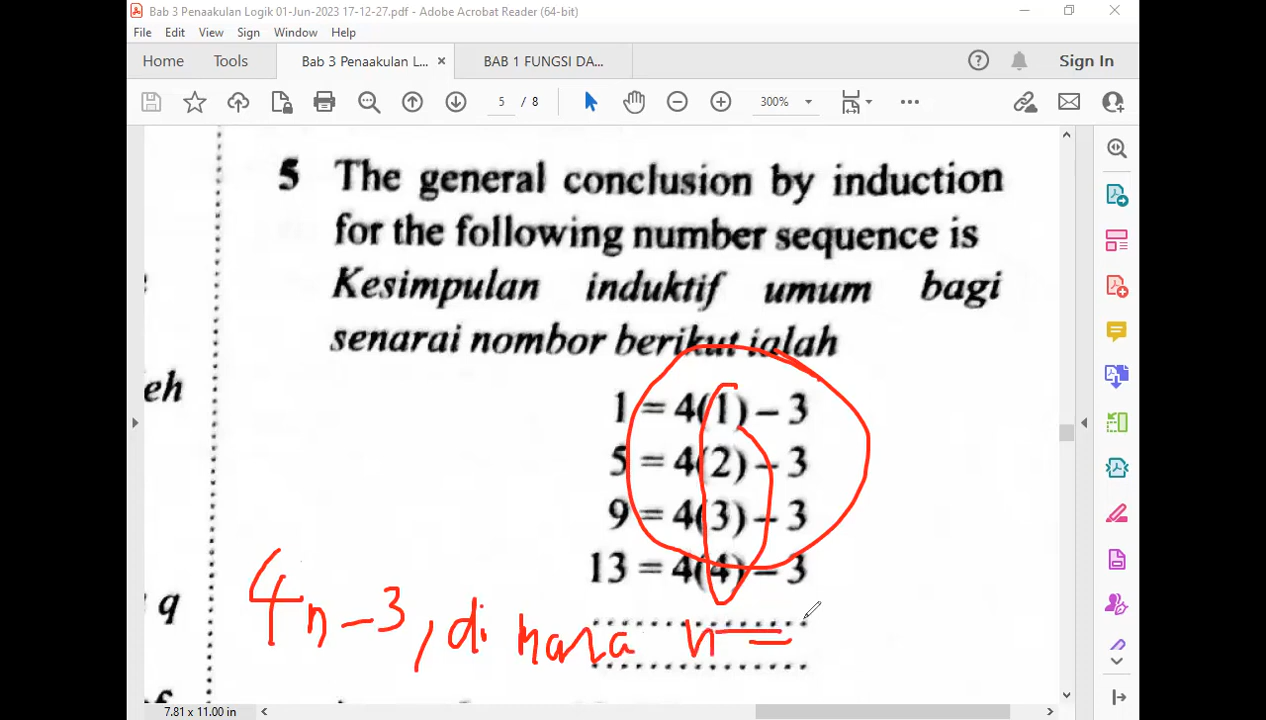 Bab 3 Penaakulan Logik 01-Jun-2023 17-12-27.pdf - Adobe Acrobat Reader (64-bit)
File Edit View Sign Window Help
Home Tools Bab 3 Penaakulan L... × BAB 1 FUNGSI DA... Sign In
5 / 8 300%
5 The general conclusion by induction
for the following number sequence is
Kesimpulan induktif umum bagi
senarai nombor berikut ialah
eh
1 = 4(1) – 3
5 = 4(2) – 3
9 = 4(3) – 3
13 = 4(4) – 3
q
4n – 3, di mana n =
7.81 x 11.00 in